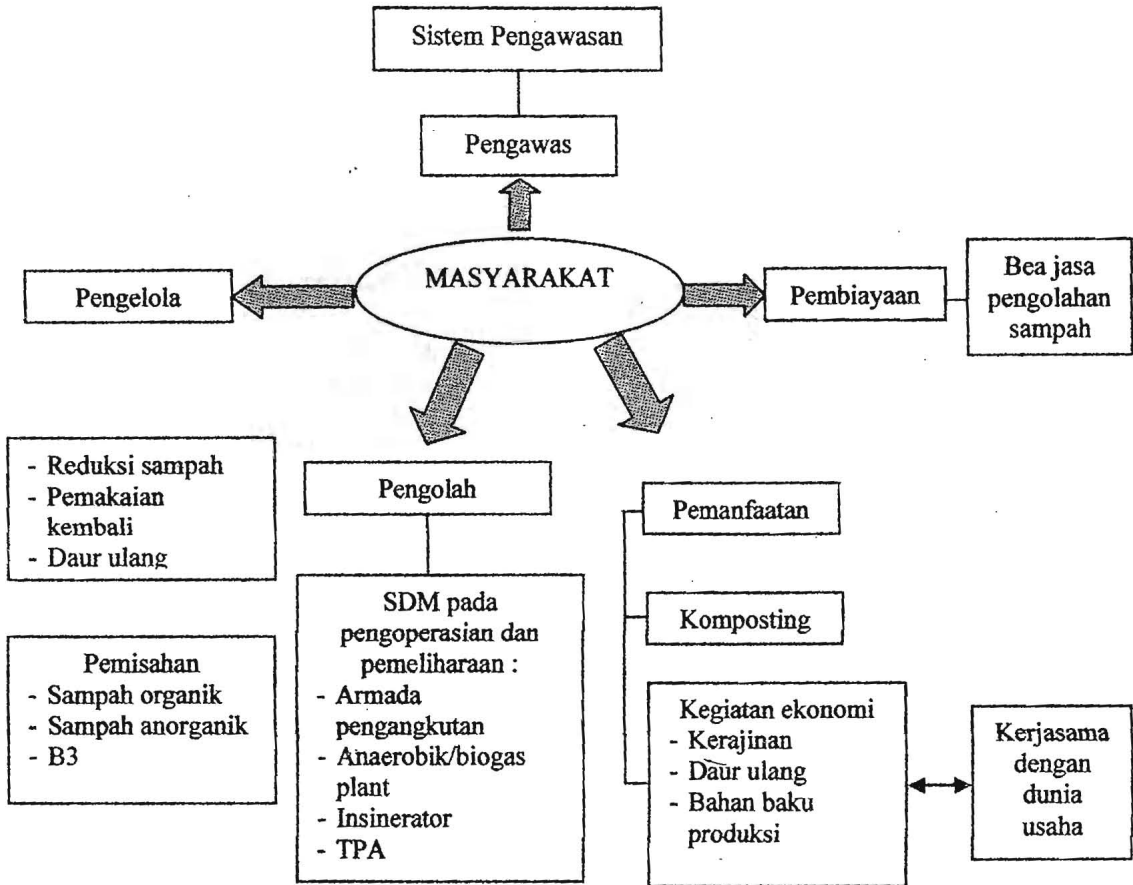 Sistem Pengawasan
Pengawas
MASYARAKAT
Pengelola
Pembiayaan
Bea jasa
pengolahan
sampah
- Reduksi sampah
- Pemakaian
kembali
- Daur ulang
Pemisahan
- Sampah organik
- Sampah anorganik
- B3
Pengolah
SDM pada
pengoperasian dan
pemeliharaan :
- Armada
pengangkutan
- Anaerobik/biogas
plant
- Insinerator
- TPA
Pemanfaatan
Komposting
Kegiatan ekonomi
- Kerajinan
- Daur ulang
- Bahan baku
produksi
Kerjasama
dengan
dunia
usaha